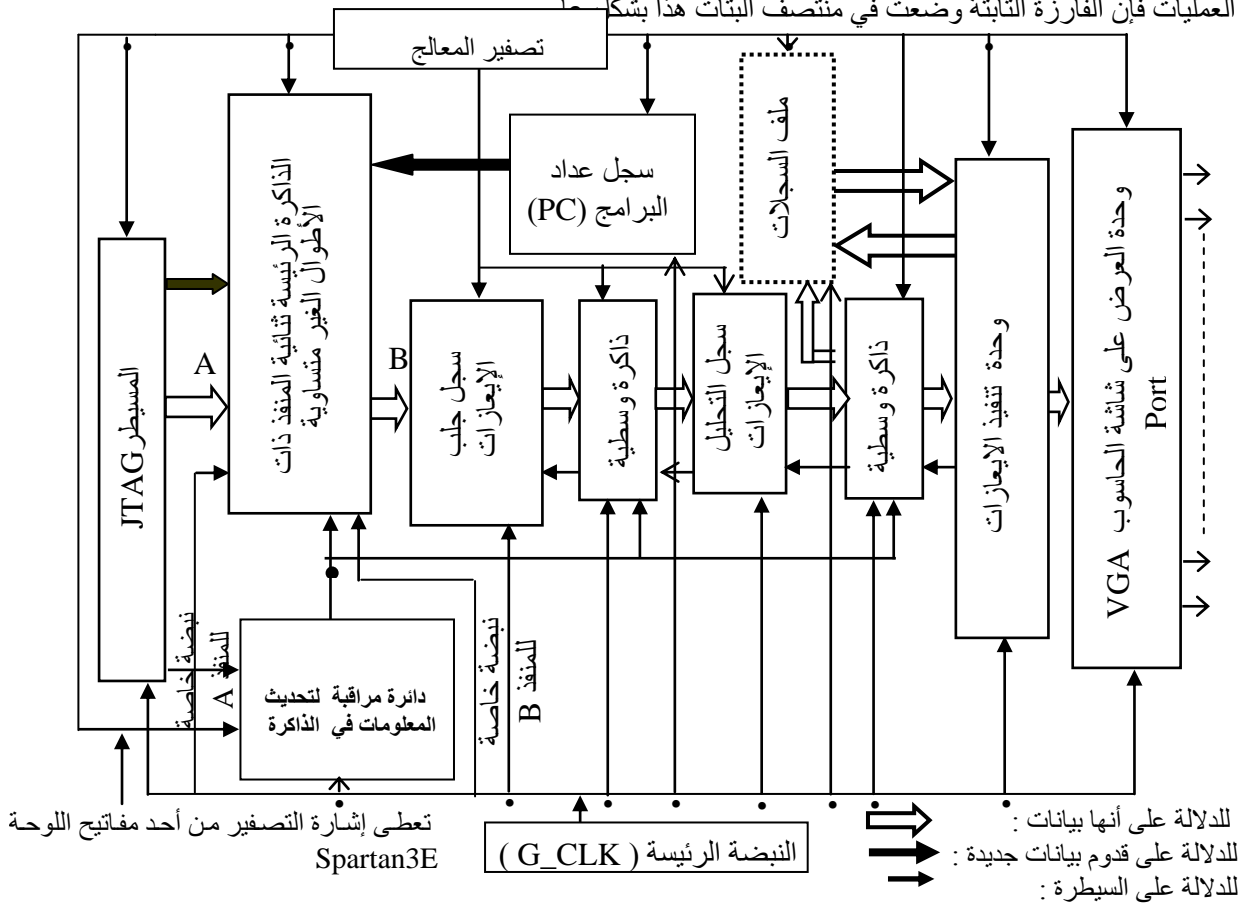 العمليات فإن الفارزة الثابتة وضعت في منتصف البتات هذا بشكل
تصفير المعالج
سجل عداد
البرامج (PC)
ملف السجلات
الذاكرة الرئيسة ثنائية المنفذ ذات
الأطوال الغير متساوية
المسيطر JTAG
A
B
سجل جلب
الإيعازات
ذاكرة وسطية
سجل التحليل
الإيعازات
ذاكرة وسطية
وحدة تنفيذ الايعازات
وحدة العرض على شاشة الحاسوب VGA
Port
نبضة خاصة
للمنفذ A
دائرة مراقبة لتحديث
المعلومات في الذاكرة
نبضة خاصة
للمنفذ B
تعطى إشارة التصفير من أحد مفاتيح اللوحة
Spartan3E
النبضة الرئيسة ( G_CLK )
للدلالة على أنها بيانات :
للدلالة على قدوم بيانات جديدة :
للدلالة على السيطرة :